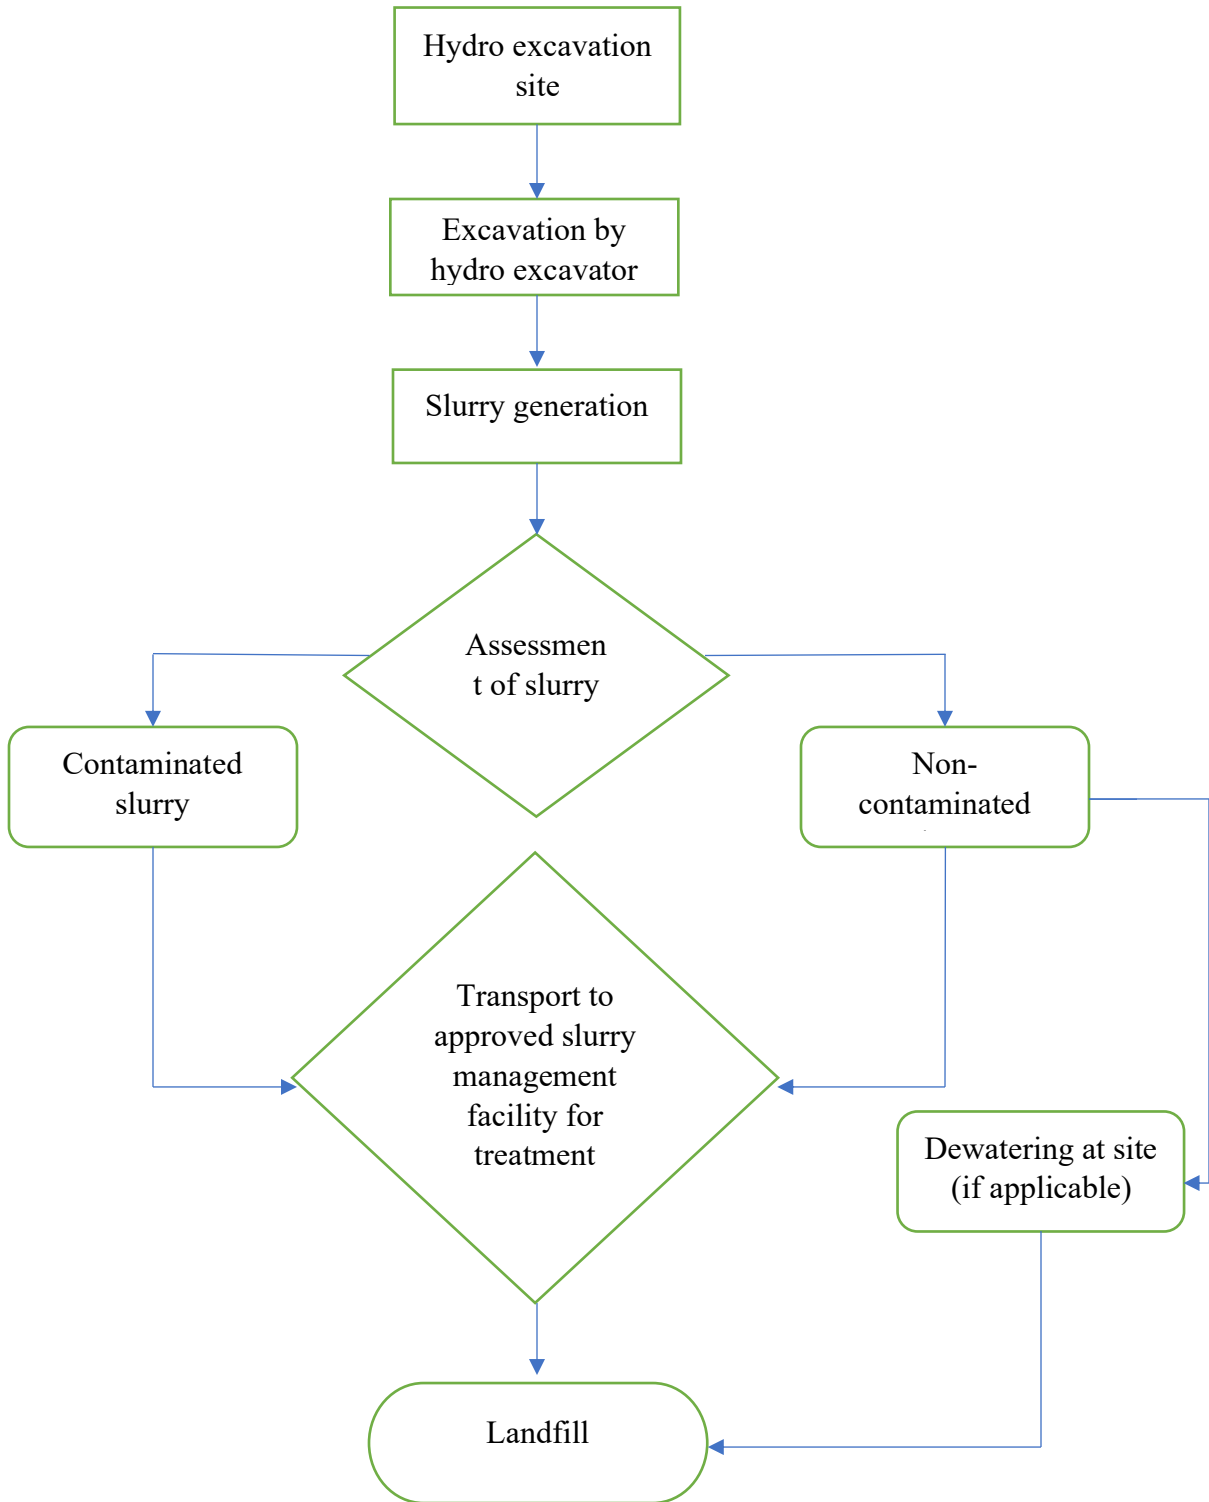 Hydro excavation
site
Excavation by
hydro excavator
Slurry generation
Assessmen
t of slurry
Contaminated
slurry
Non-
contaminated
Transport to
approved slurry
management
facility for
treatment
Dewatering at site
(if applicable)
Landfill